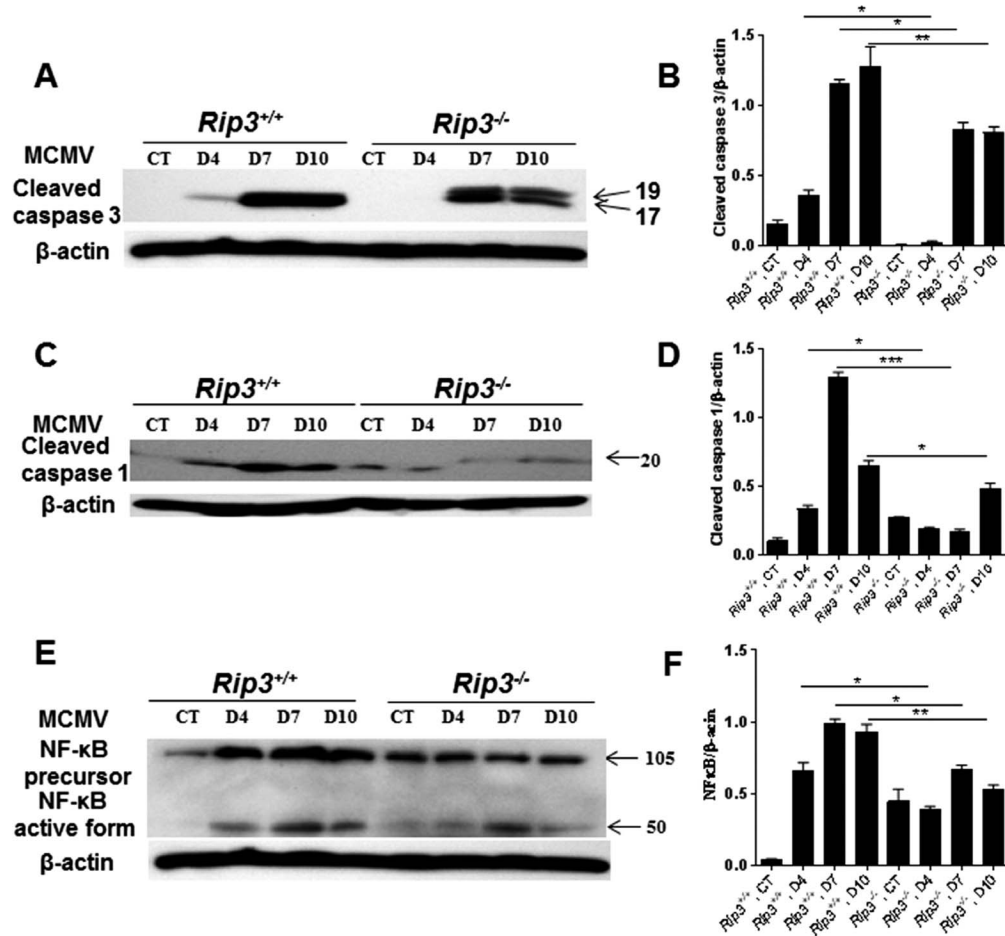 A
Rip3+/+ Rip3-/-
MCMV CT D4 D7 D10 CT D4 D7 D10
Cleaved
caspase 3
19
17
β-actin
B
Cleaved caspase 3/β-actin
1.5
1.0
0.5
0.0
* 
*
**
Rip3+/+, CT
Rip3+/+, D4
Rip3+/+, D7
Rip3+/+, D10
Rip3-/-, CT
Rip3-/-, D4
Rip3-/-, D7
Rip3-/-, D10
C
Rip3+/+ Rip3-/-
MCMV CT D4 D7 D10 CT D4 D7 D10
Cleaved
caspase 1
20
β-actin
D
Cleaved caspase 1/β-actin
1.5
1.0
0.5
0.0
*
***
*
Rip3+/+, CT
Rip3+/+, D4
Rip3+/+, D7
Rip3+/+, D10
Rip3-/-, CT
Rip3-/-, D4
Rip3-/-, D7
Rip3-/-, D10
E
Rip3+/+ Rip3-/-
MCMV CT D4 D7 D10 CT D4 D7 D10
NF-κB
precursor
105
NF-κB
active form
50
β-actin
F
NFκB/β-acin.
1.5
1.0
0.5
0.0
*
*
**
Rip3+/+, CT
Rip3+/+, D4
Rip3+/+, D7
Rip3+/+, D10
Rip3-/-, CT
Rip3-/-, D4
Rip3-/-, D7
Rip3-/-, D10